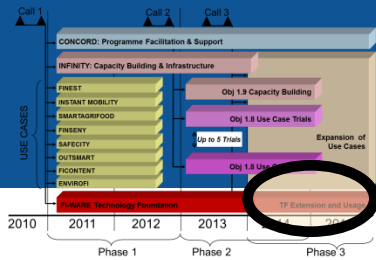 Call 1
Call 2
Call 3
CONCORD: Programme Facilitation & Support
INFINITY: Capacity Building & Infrastructure
USE CASES
FINEST
INSTANT MOBILITY
SMARTAGRIFOOD
FINSENY
SAFECITY
OUTSMART
FICONTENT
ENVIROFI
Obj 1.9 Capacity Building
Obj 1.8 Use Case Trials
Up to 5 Trials
Obj 1.8 Use
Expansion of
Use Cases
FI-WARE Technology Foundation
TF Extension and Usage
2010
2011
2012
2013
Phase 1
Phase 2
Phase 3